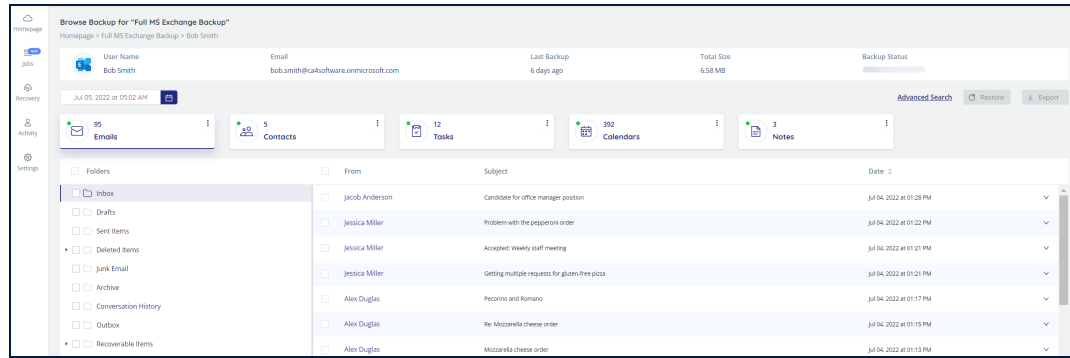 Homepage
NEW
Jobs
Recovery
Activity
Settings
Browse Backup for "Full MS Exchange Backup"
Homepage > Full MS Exchange Backup > Bob Smith
User Name Email Last Backup Total Size Backup Status
Bob Smith bob.smith@ca4software.onmicrosoft.com 6 days ago 6.58 MB
Jul 05, 2022 at 05:02 AM Advanced Search Restore Export
95 5 12 392 3
Emails Contacts Tasks Calendars Notes
Folders From Subject Date
Inbox Jacob Anderson Candidate for office manager position Jul 04, 2022 at 01:28 PM
Drafts Jessica Miller Problem with the pepperoni order Jul 04, 2022 at 01:22 PM
Sent Items
Deleted Items Jessica Miller Accepted: Weekly staff meeting Jul 04, 2022 at 01:21 PM
Junk Email Jessica Miller Getting multiple requests for gluten-free pizza Jul 04, 2022 at 01:21 PM
Archive Alex Duglas Pecorino and Romano Jul 04, 2022 at 01:17 PM
Conversation History
Outbox Alex Duglas Re: Mozzarella cheese order Jul 04, 2022 at 01:15 PM
Recoverable Items Alex Duglas Mozzarella cheese order Jul 04, 2022 at 01:13 PM